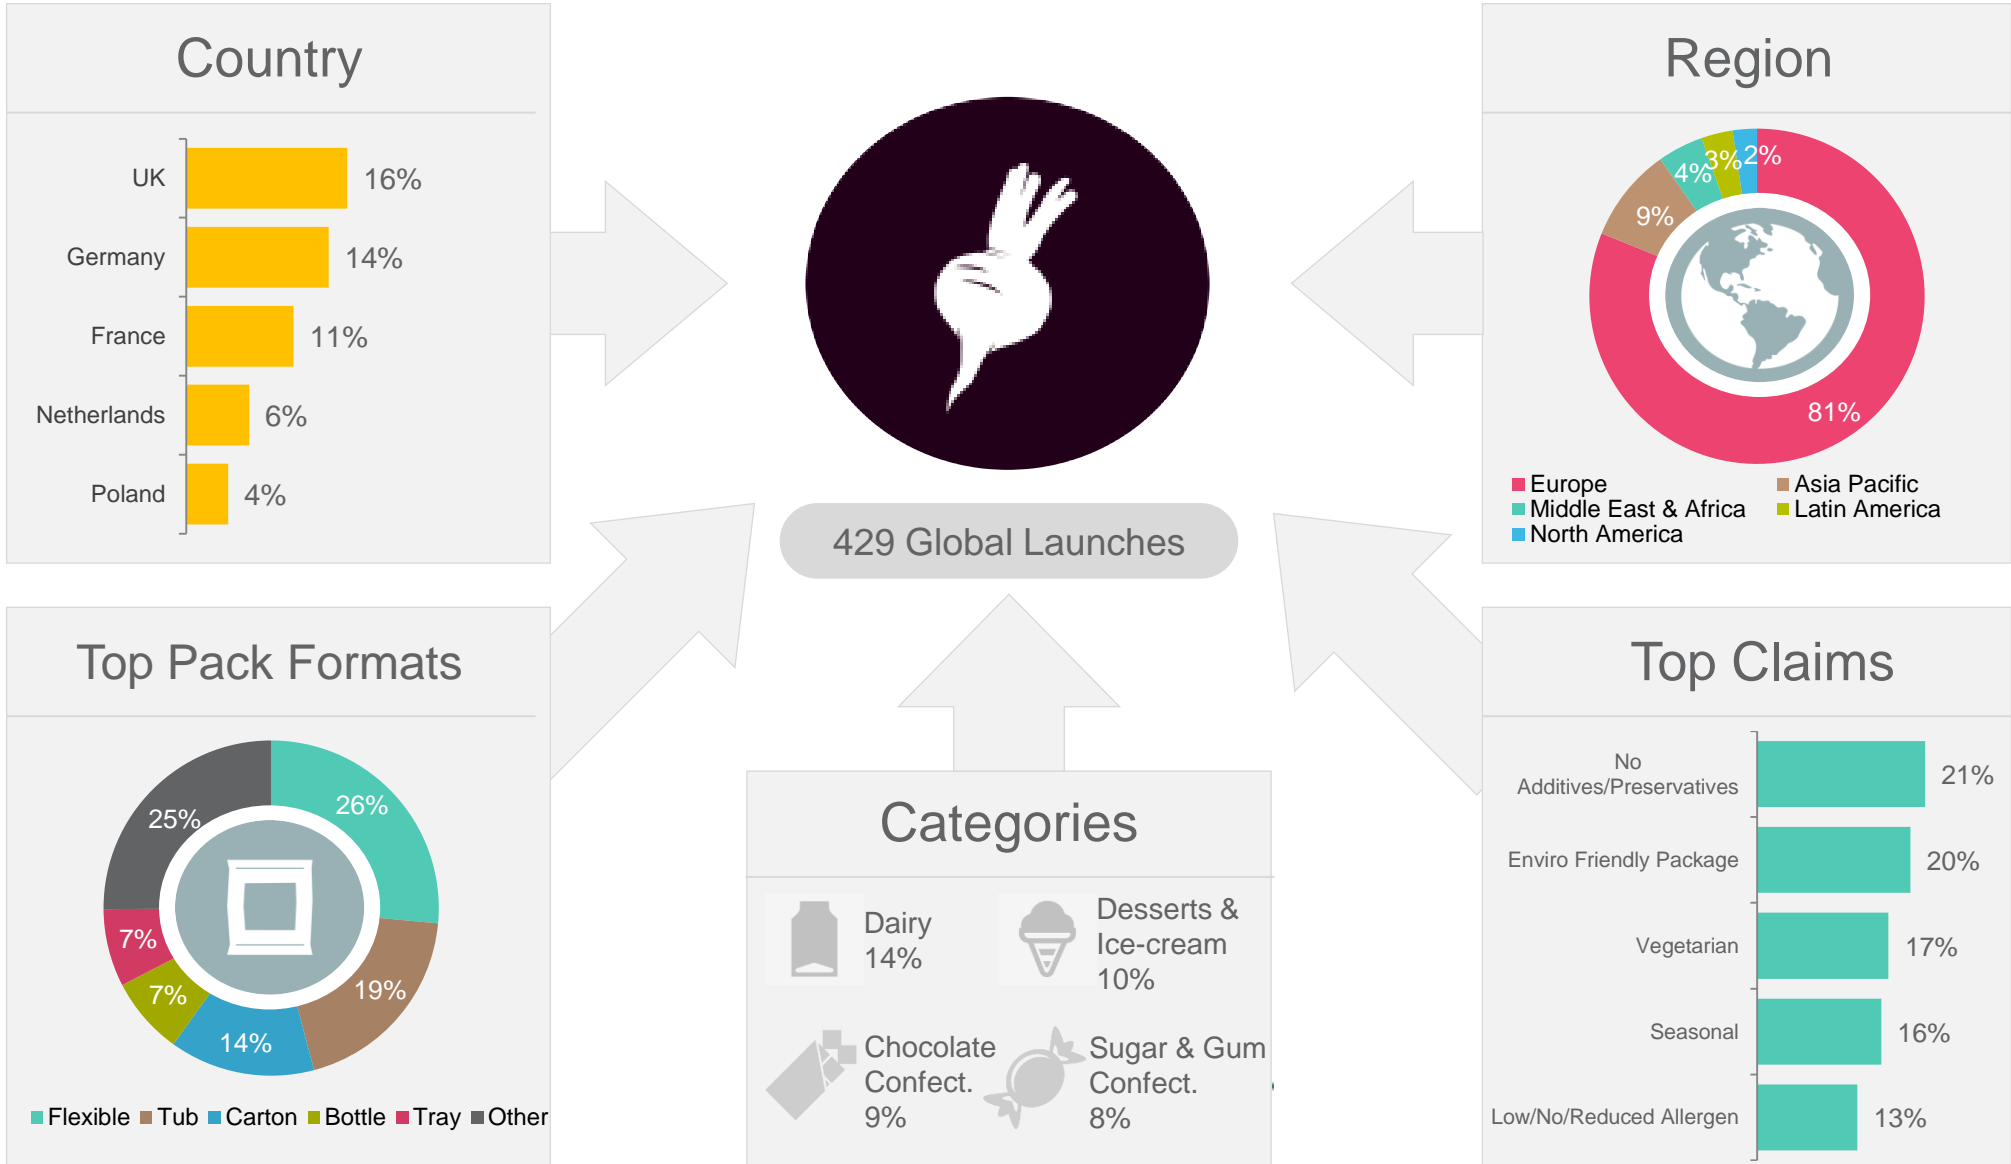 Country
UK
16%
Germany
14%
France
11%
Netherlands
6%
Poland
4%
429 Global Launches
Region
2%
3%
4%
9%
81%
Europe
Asia Pacific
Middle East & Africa
Latin America
North America
Top Pack Formats
26%
25%
7%
19%
7%
14%
Flexible Tub Carton Bottle Tray Other
Categories
Dairy
14%
Desserts &
Ice-cream
10%
Chocolate
Confect.
9%
Sugar & Gum
Confect.
8%
Top Claims
No
Additives/Preservatives
21%
Enviro Friendly Package
20%
Vegetarian
17%
Seasonal
16%
Low/No/Reduced Allergen
13%